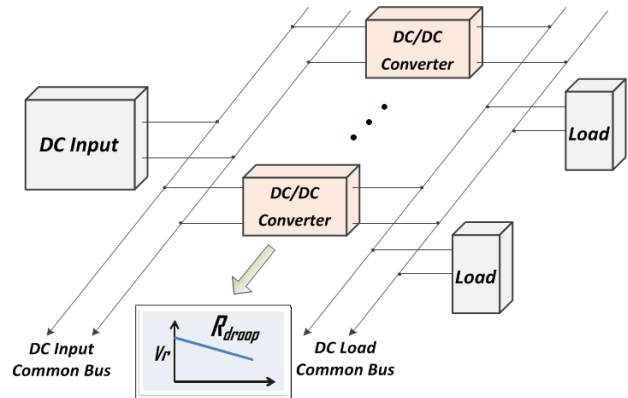 DC/DC
Converter
DC Input
Load
DC/DC
Converter
Load
Rdroop
Vr
DC Input
Common Bus
DC Load
Common Bus